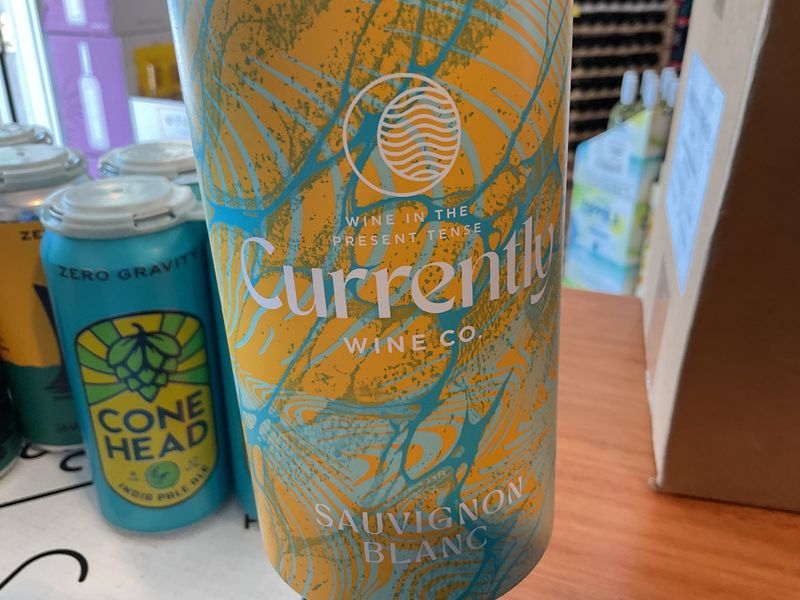 WINE IN THE
PRESENT TENSE
Currently
WINE CO.
SAUVIGNON
BLANC
ZERO GRAVITY
CONE
HEAD
INDIA PALE ALE